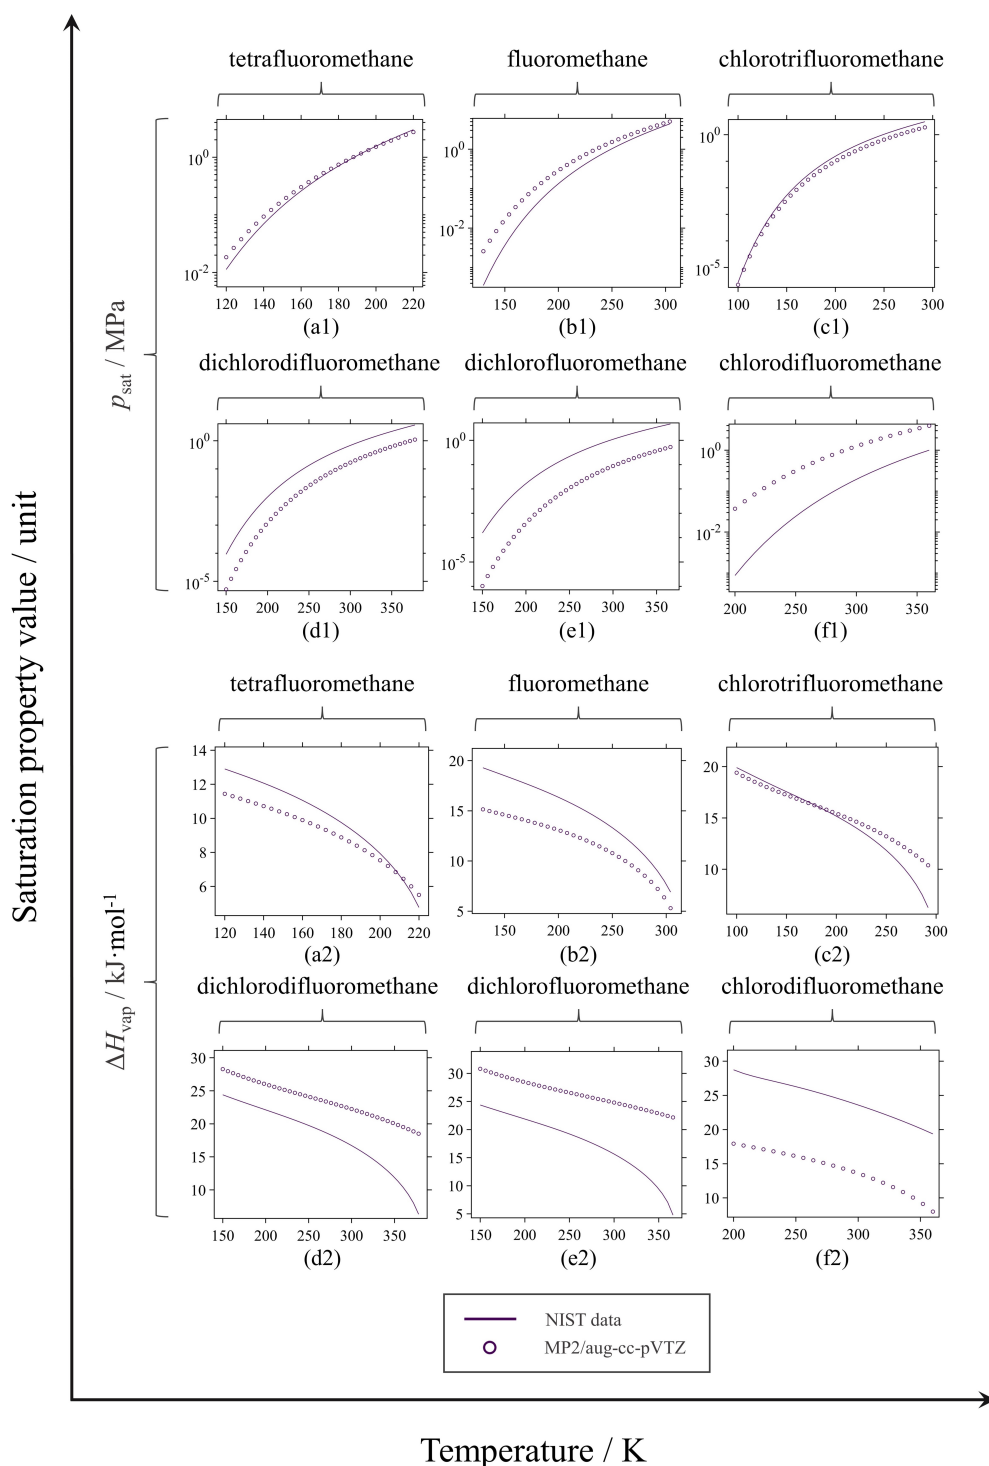 Saturation property value / unit
p_sat / MPa
tetrafluoromethane fluoromethane chlorotrifluoromethane
10^0
10^-2
120 140 160 180 200 220
(a1)
10^0
10^-2
150 200 250 300
(b1)
10^0
10^-5
100 150 200 250 300
(c1)
dichlorodifluoromethane dichlorofluoromethane chlorodifluoromethane
10^0
10^-5
150 200 250 300 350
(d1)
10^0
10^-5
150 200 250 300 350
(e1)
10^0
10^-2
200 250 300 350
(f1)
ΔH_vap / kJ·mol^-1
tetrafluoromethane fluoromethane chlorotrifluoromethane
14
12
10
8
6
120 140 160 180 200 220
(a2)
20
15
10
5
150 200 250 300
(b2)
20
15
10
100 150 200 250 300
(c2)
dichlorodifluoromethane dichlorofluoromethane chlorodifluoromethane
30
25
20
15
10
150 200 250 300 350
(d2)
30
25
20
15
10
5
150 200 250 300 350
(e2)
30
25
20
15
10
200 250 300 350
(f2)
NIST data
MP2/aug-cc-pVTZ
Temperature / K